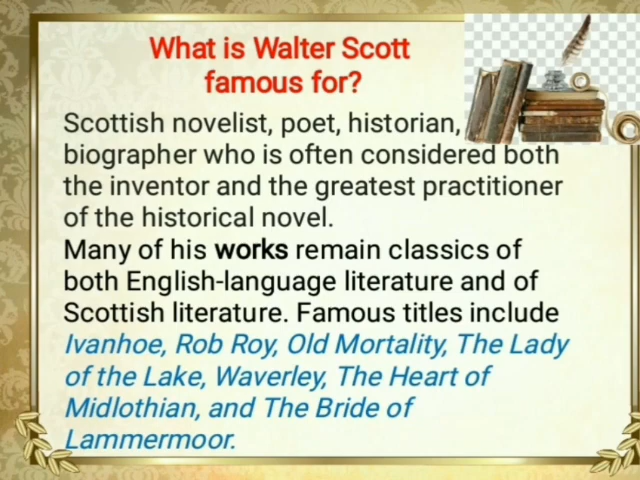 What is Walter Scott
famous for?
Scottish novelist, poet, historian,
biographer who is often considered both
the inventor and the greatest practitioner
of the historical novel.
Many of his works remain classics of
both English-language literature and of
Scottish literature. Famous titles include
Ivanhoe, Rob Roy, Old Mortality, The Lady
of the Lake, Waverley, The Heart of
Midlothian, and The Bride of
Lammermoor.